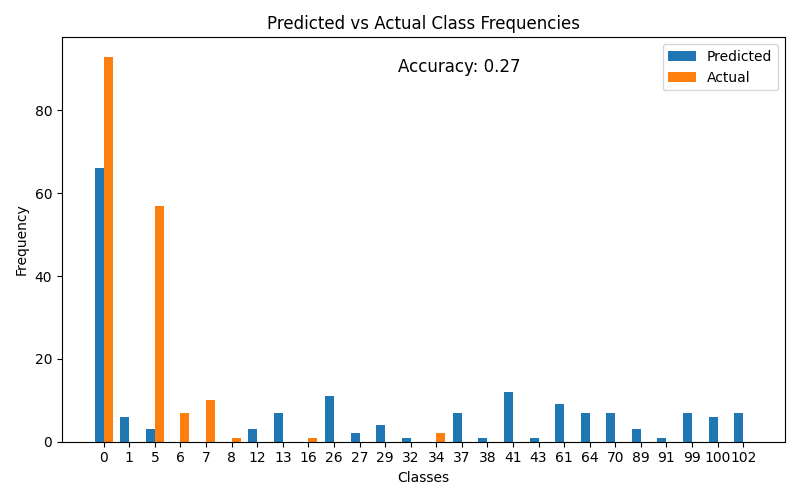 Predicted vs Actual Class Frequencies
Accuracy: 0.27
Predicted
Actual
Frequency
80
60
40
20
0
0 1 5 6 7 8 12 13 16 26 27 29 32 34 37 38 41 43 61 64 70 89 91 99 100 102
Classes